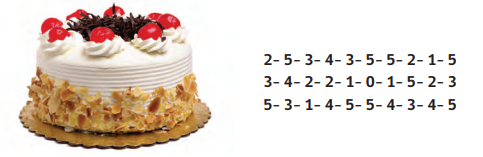 2- 5- 3- 4- 3- 5- 5- 2- 1- 5
3- 4- 2- 2- 1- 0- 1- 5- 2- 3
5- 3- 1- 4- 5- 5- 4- 3- 4- 5